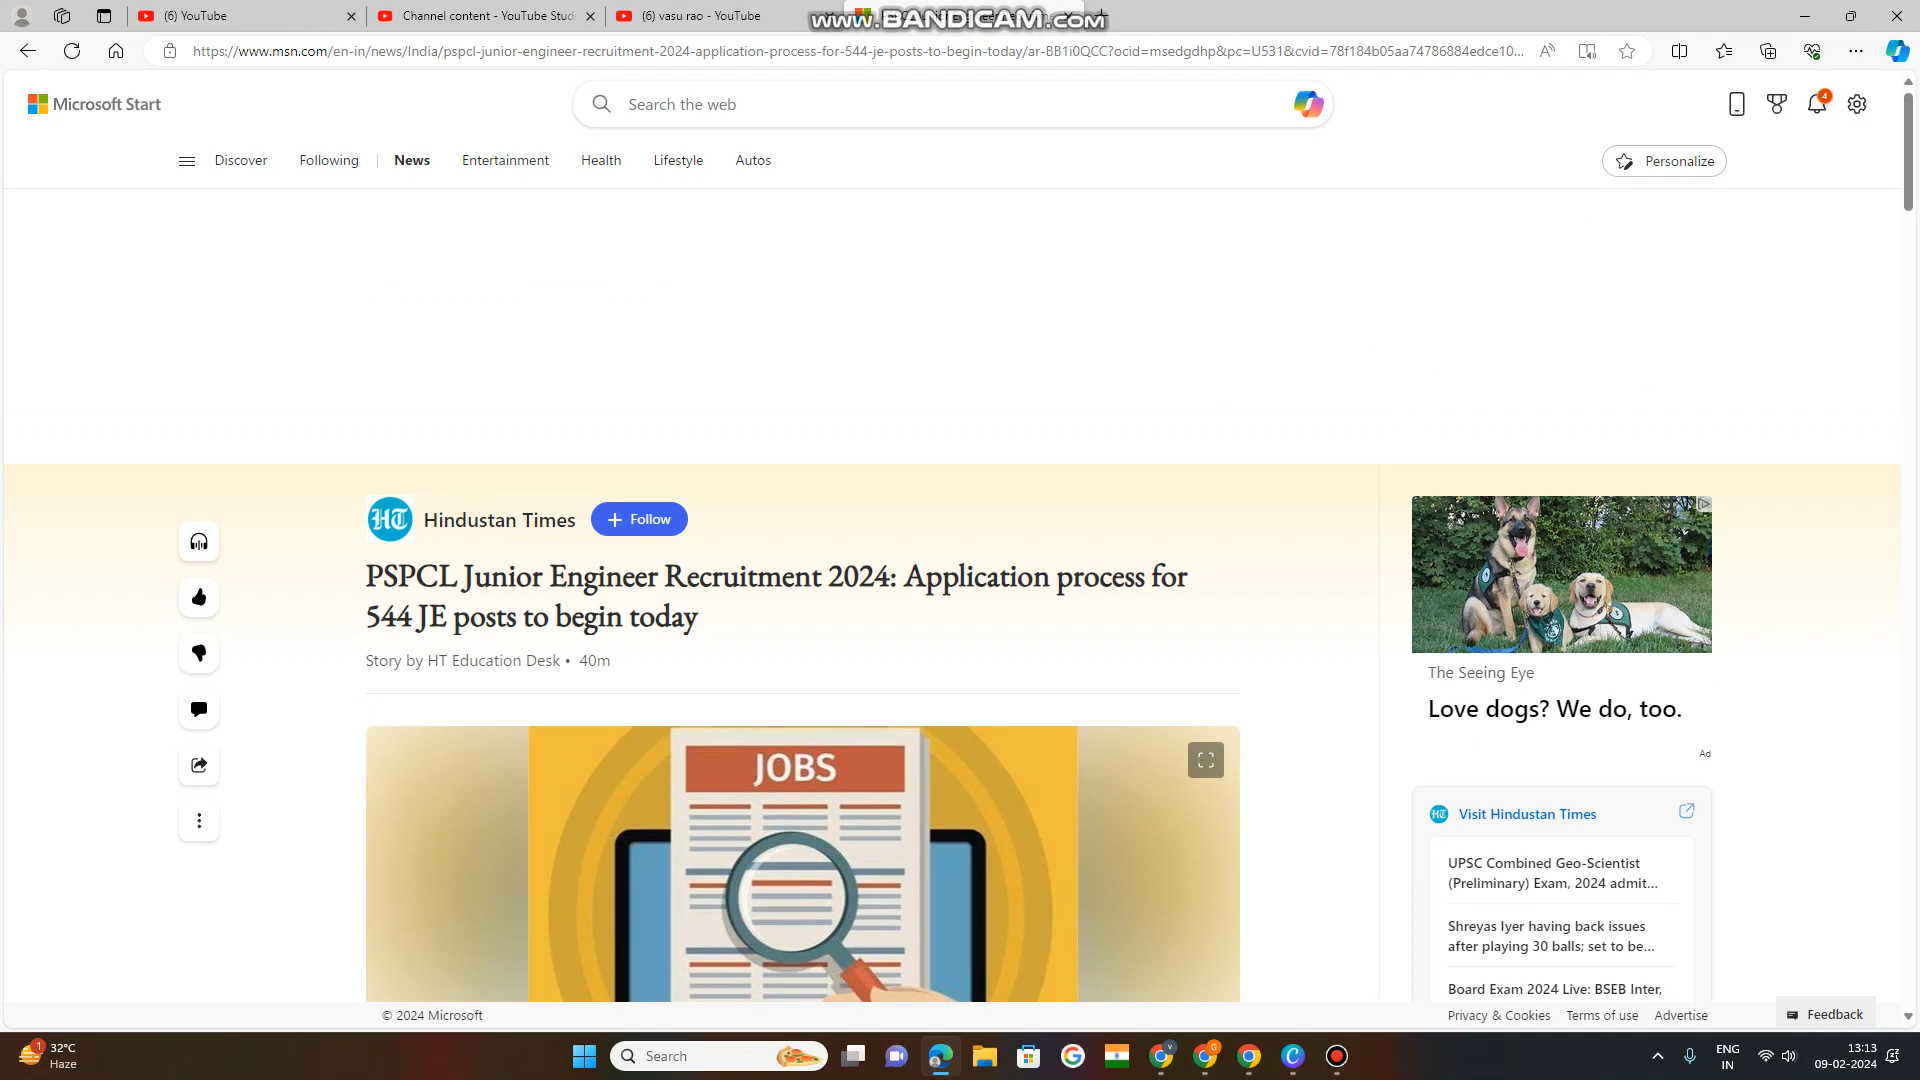 (6) YouTube
Channel content - YouTube Stud
(6) vasu rao - YouTube
www.BANDICAM.com
https://www.msn.com/en-in/news/India/pspcl-junior-engineer-recruitment-2024-application-process-for-544-je-posts-to-begin-today/ar-BB1i0QCC?ocid=msedgdhp&pc=U531&cvid=78f184b05aa74786884edce10...
Microsoft Start
Search the web
4
Discover
Following
News
Entertainment
Health
Lifestyle
Autos
Personalize
HT
Hindustan Times
Follow
PSPCL Junior Engineer Recruitment 2024: Application process for
544 JE posts to begin today
Story by HT Education Desk • 40m
JOBS
The Seeing Eye
Love dogs? We do, too.
Ad
HT
Visit Hindustan Times
UPSC Combined Geo-Scientist
(Preliminary) Exam, 2024 admit...
Shreyas Iyer having back issues
after playing 30 balls; set to be...
Board Exam 2024 Live: BSEB Inter,
© 2024 Microsoft
Privacy & Cookies
Terms of use
Advertise
Feedback
1
32°C
Haze
Search
ENG
IN
13:13
09-02-2024